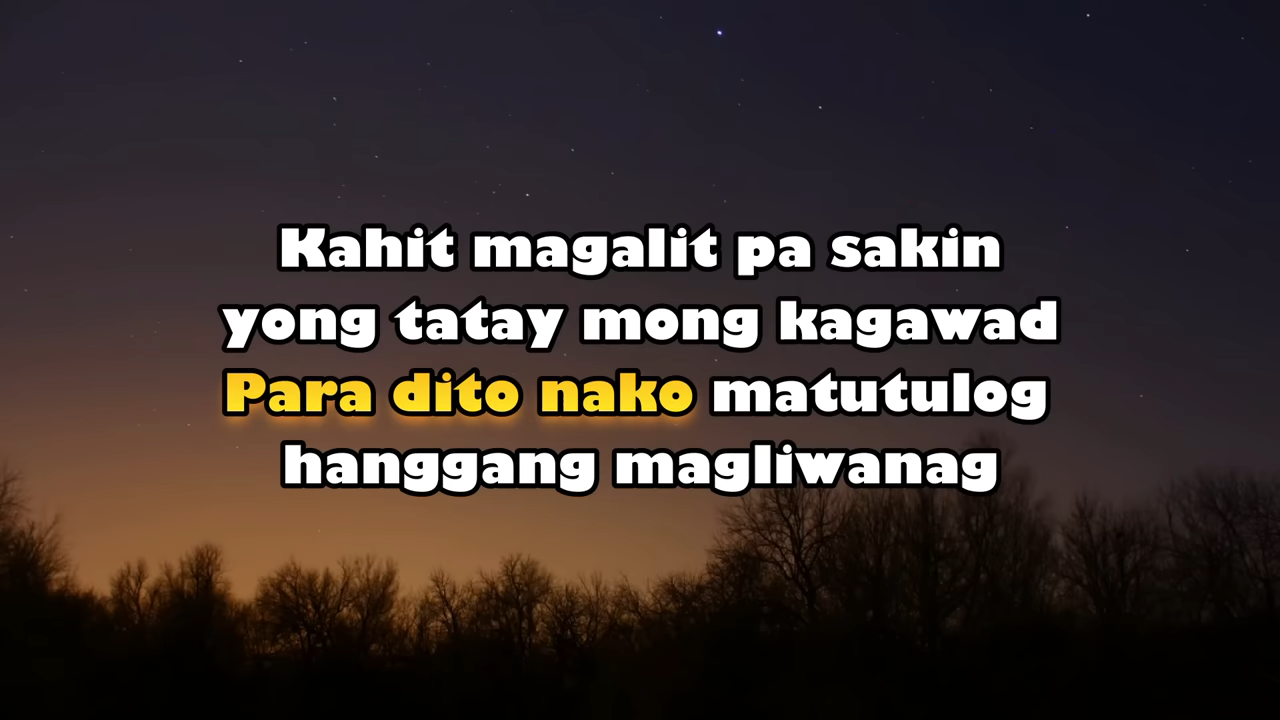 Kahit magalit pa sakin
yong tatay mong kagawad
Para dito nako matutulog
hanggang magliwanag